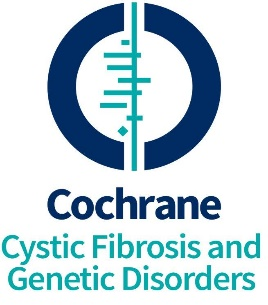 Cochrane
Cystic Fibrosis and
Genetic Disorders